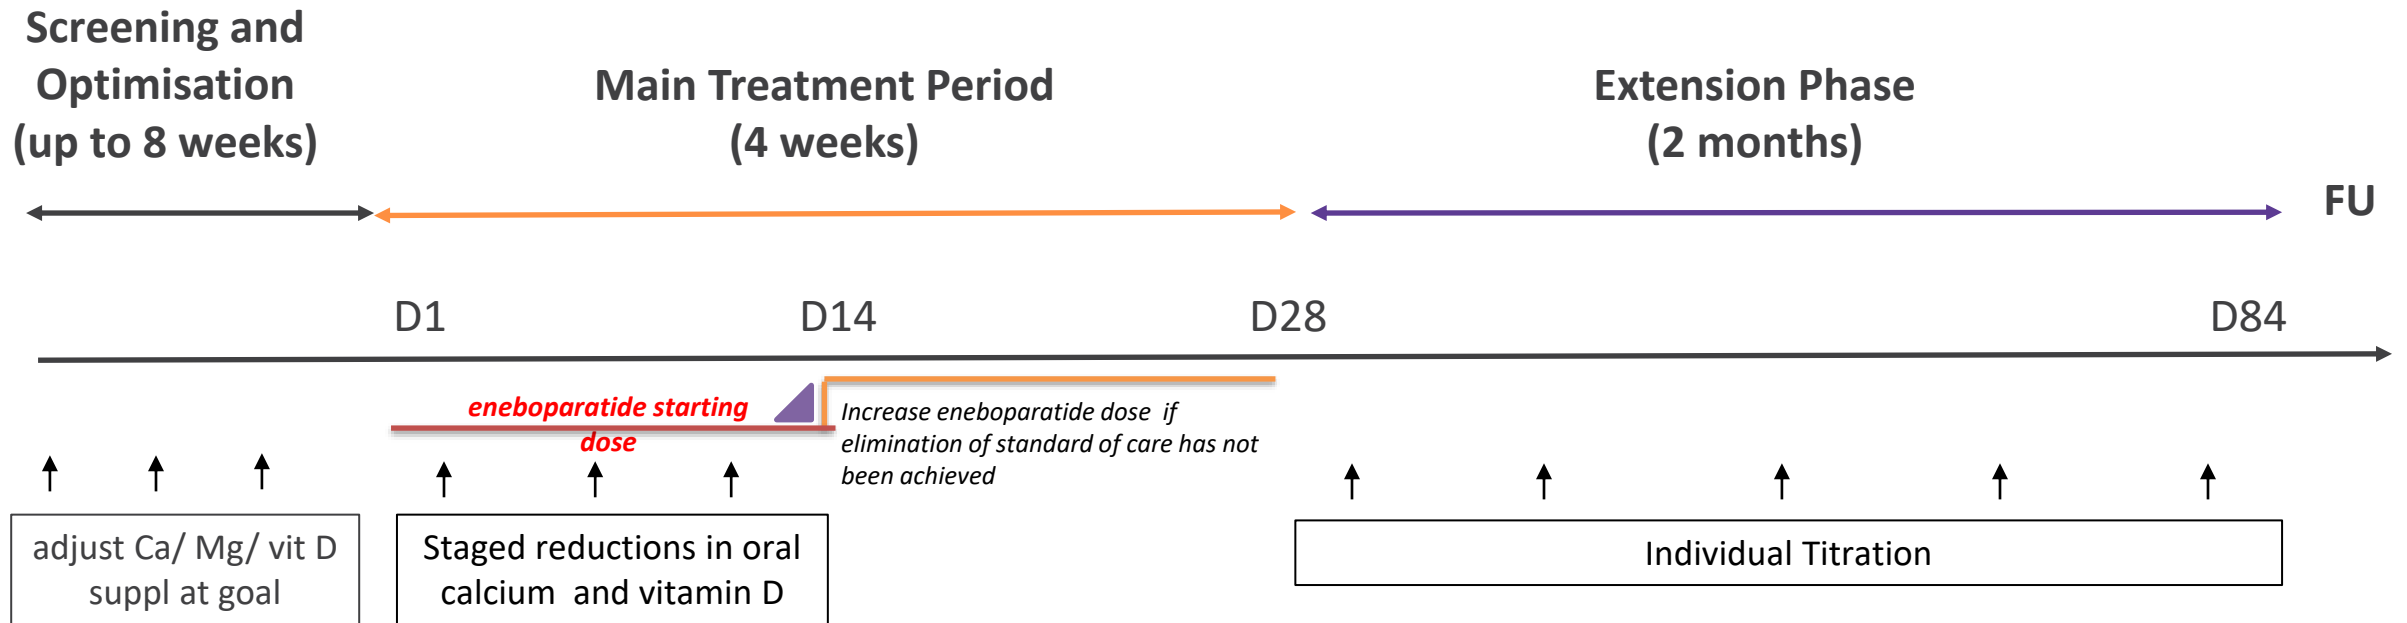 Screening and
Optimisation
(up to 8 weeks)
Main Treatment Period
(4 weeks)
Extension Phase
(2 months)
FU
D1
D14
D28
D84
eneboparatide starting
dose
Increase eneboparatide dose if
elimination of standard of care has not
been achieved
adjust Ca/ Mg/ vit D
suppl at goal
Staged reductions in oral
calcium and vitamin D
Individual Titration